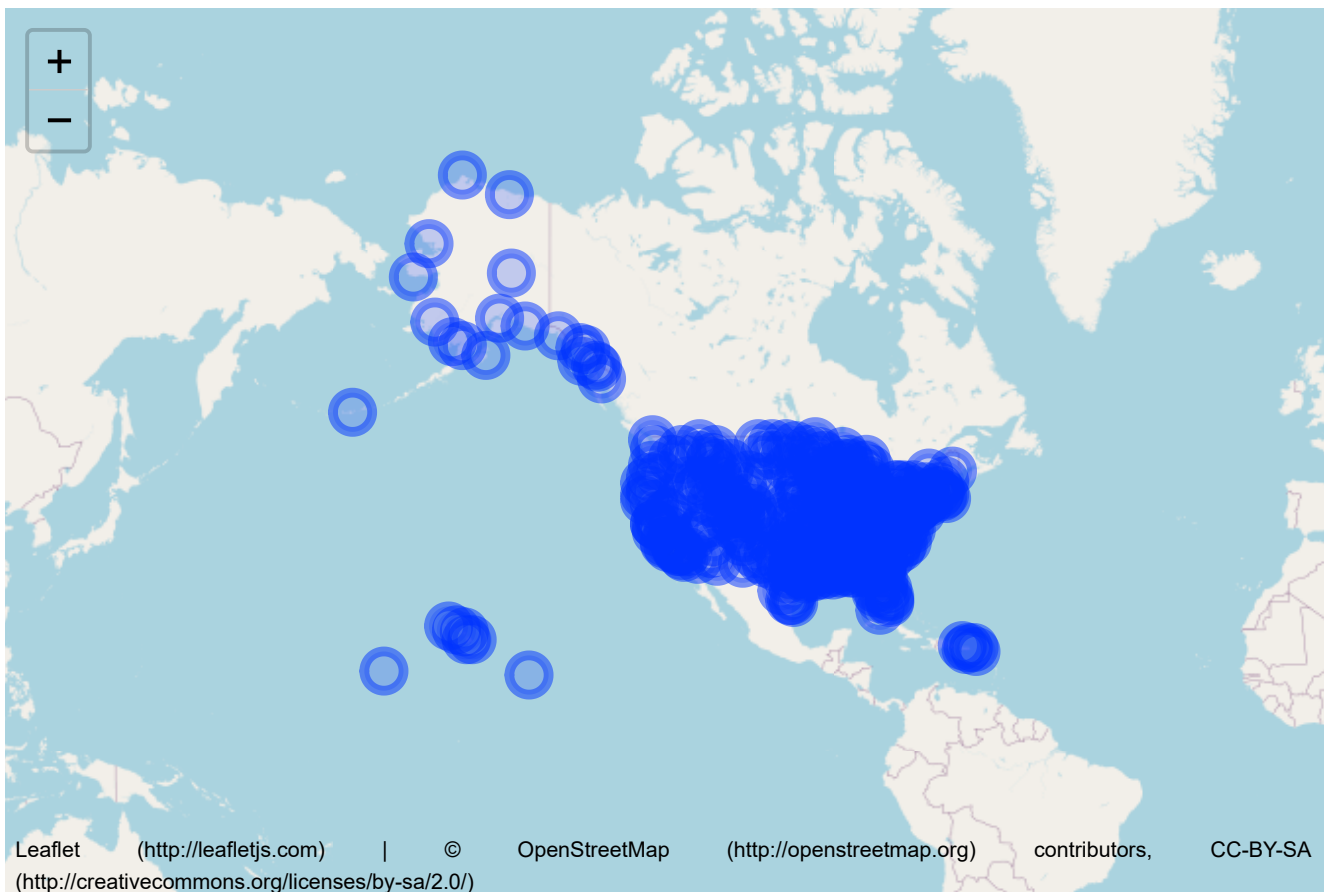 +
−
Leaflet (http://leafletjs.com) | © OpenStreetMap (http://openstreetmap.org) contributors, CC-BY-SA
(http://creativecommons.org/licenses/by-sa/2.0/)